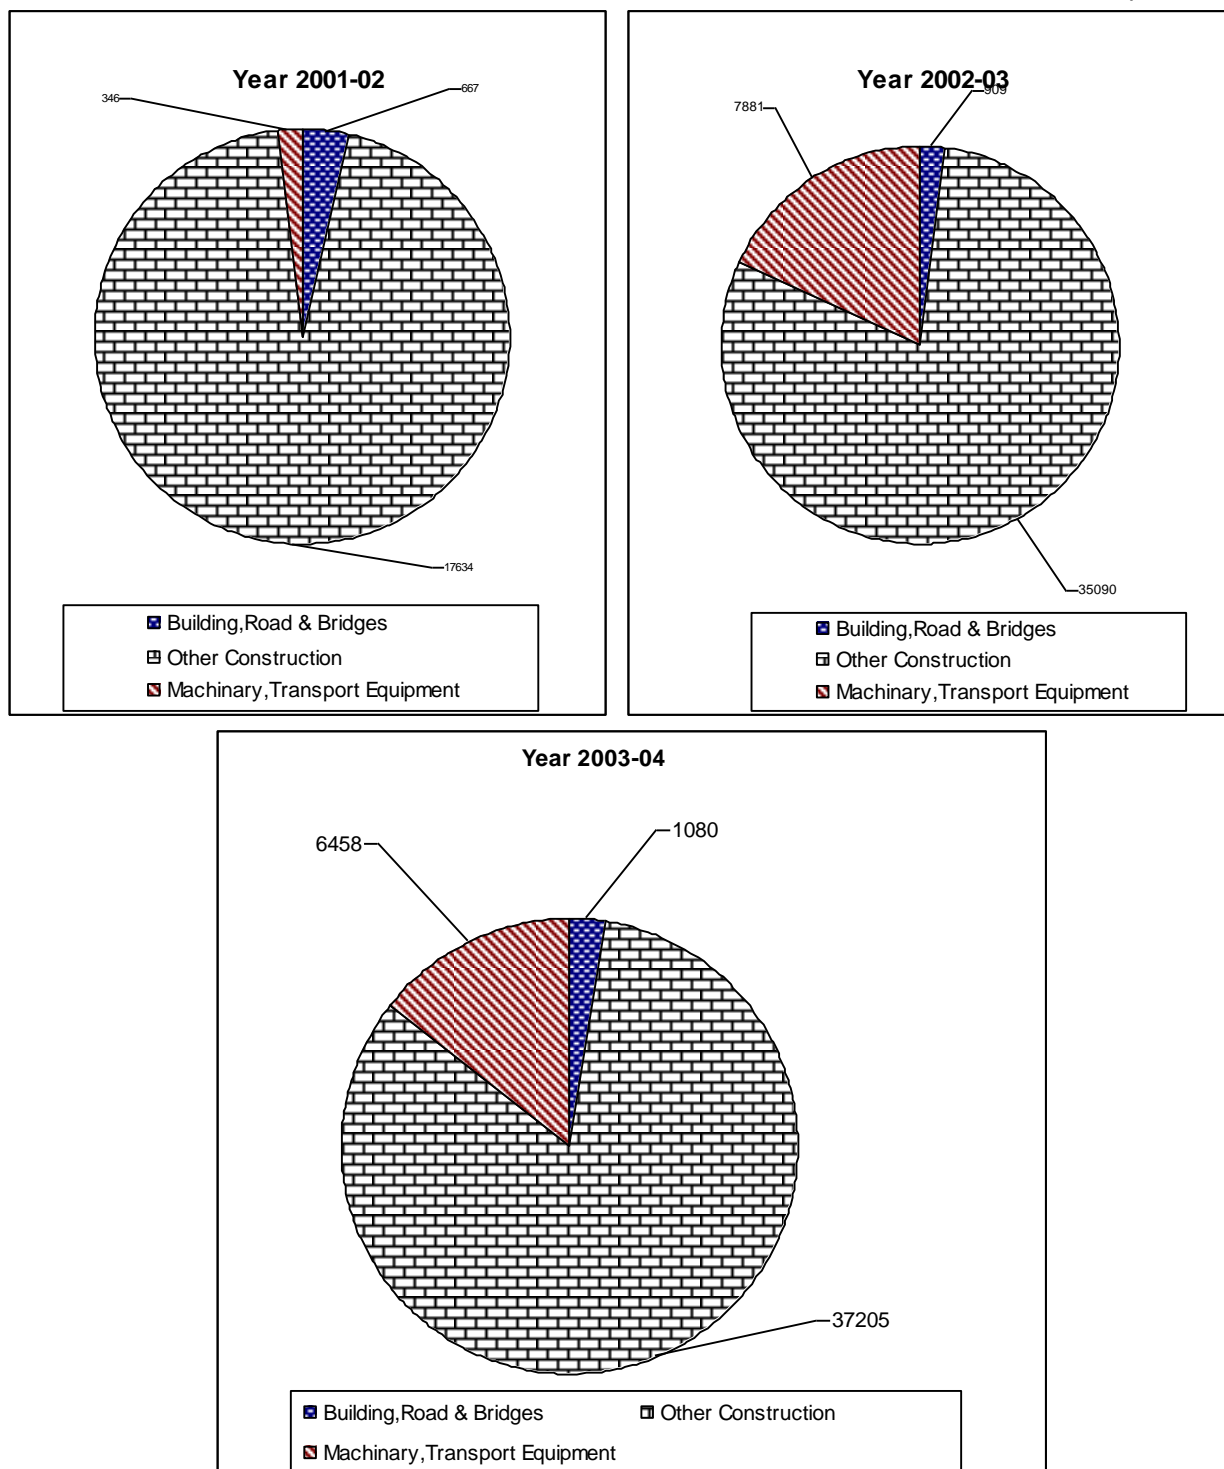 Year 2001-02
346
667
17634
Building,Road & Bridges
Other Construction
Machinary,Transport Equipment
Year 2002-03
7881
909
35090
Building,Road & Bridges
Other Construction
Machinary,Transport Equipment
Year 2003-04
6458
1080
37205
Building,Road & Bridges Other Construction
Machinary,Transport Equipment